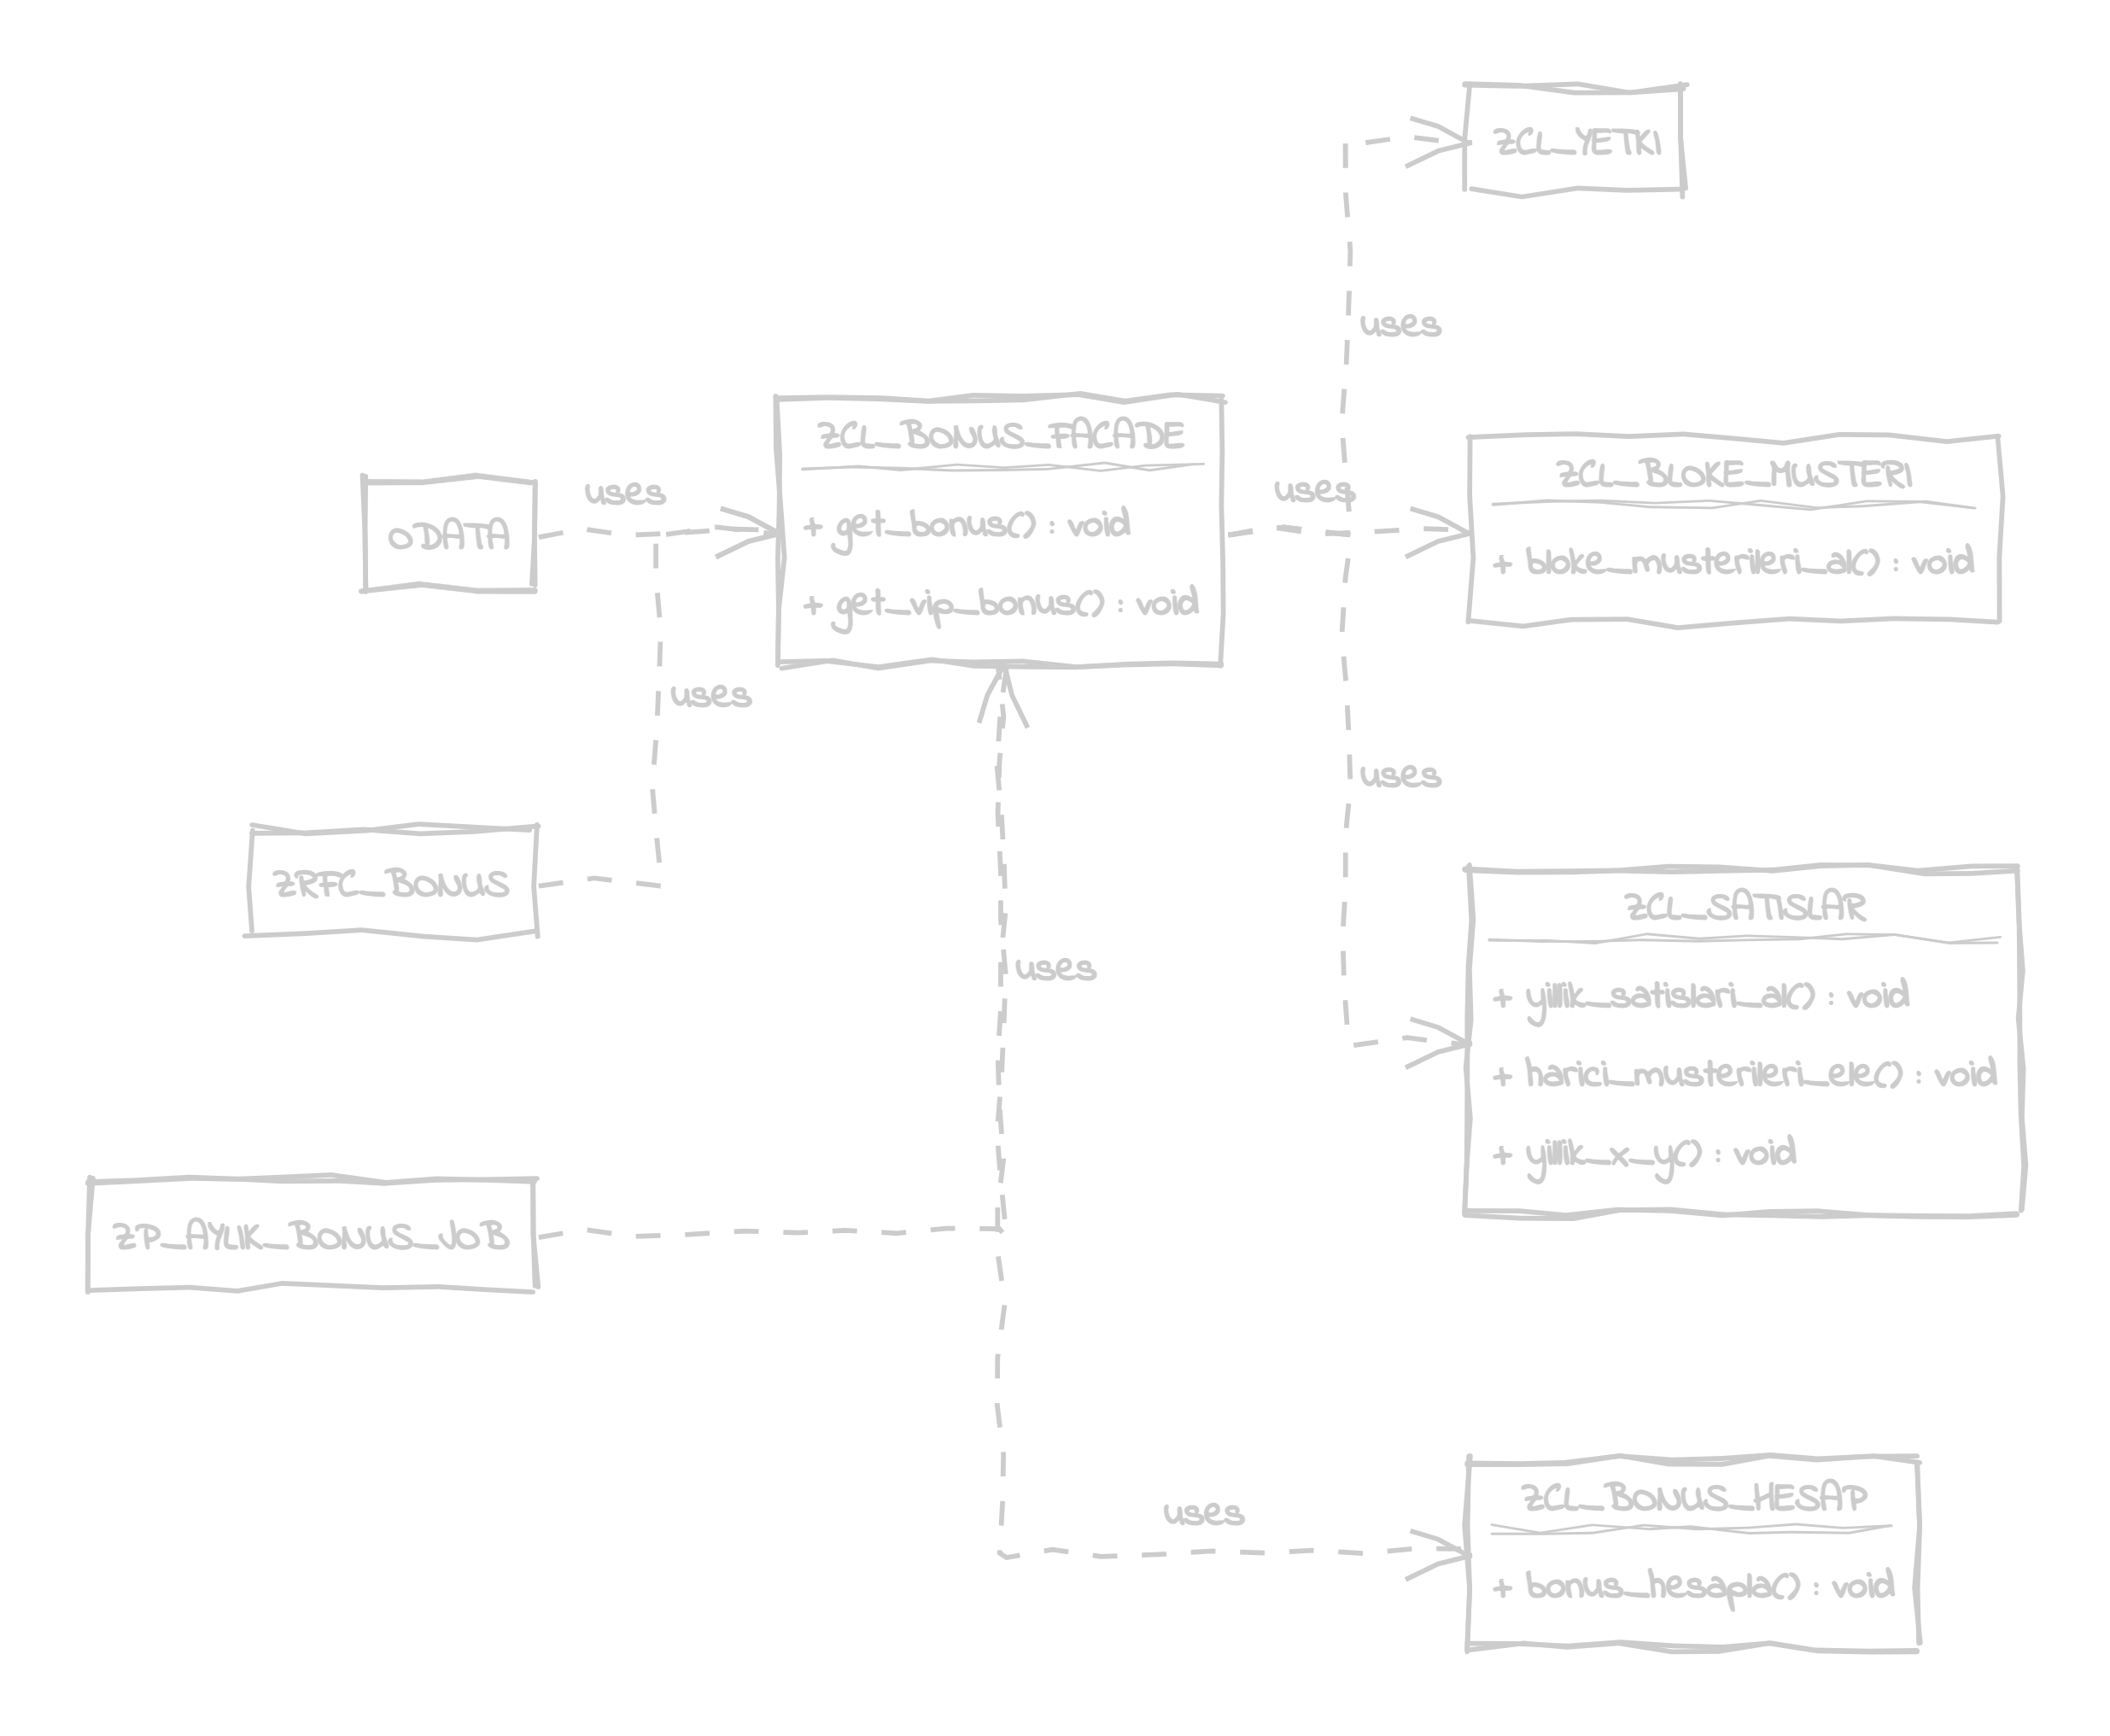 ZCL_YETKI
uses
ZCL_BONUS_FACADE
+ get_bonus() : void
+ get_vip_bonus() : void
ODATA
uses
uses
ZCL_BLOKE_MUSTERI
+ bloke_musterileri_al() : void
uses
uses
ZRFC_BONUS
ZCL_SATISLAR
+ yillik_satislari_al() : void
+ harici_musterileri_ekle() : void
+ yillik_x_y() : void
uses
ZP_AYLIK_BONUS_JOB
uses
ZCL_BONUS_HESAP
+ bonus_hesapla() : void